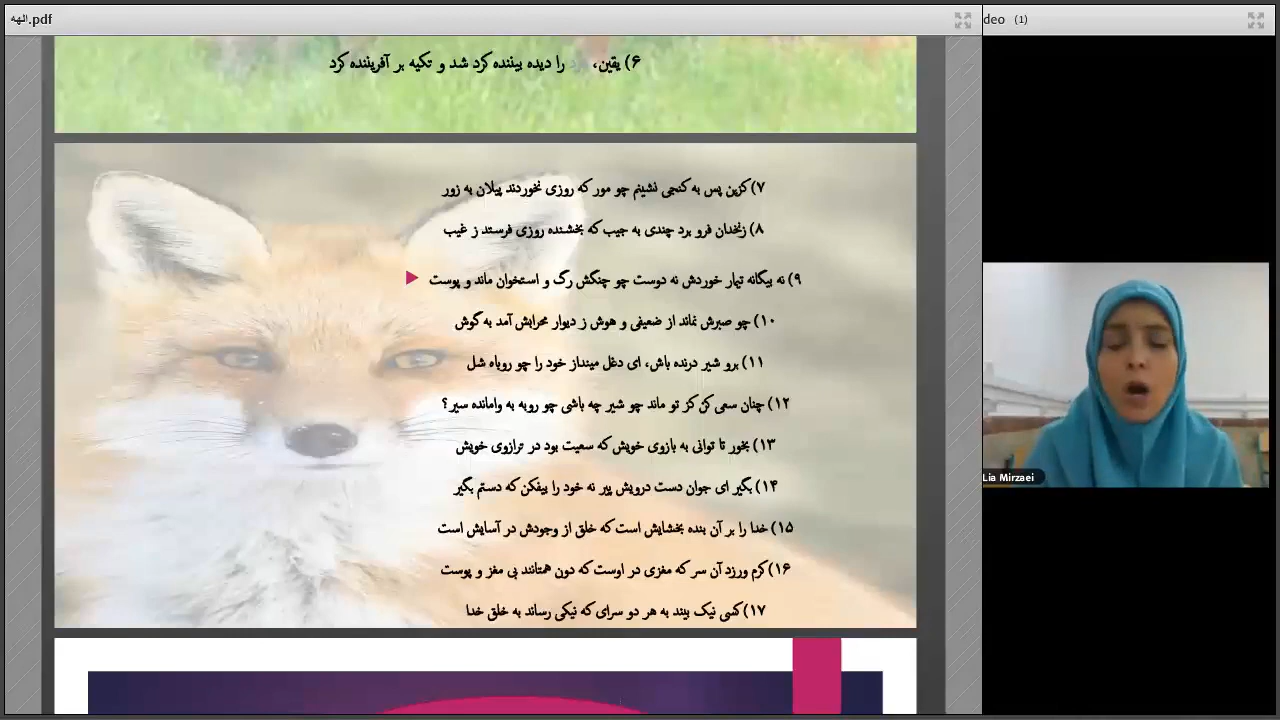 الهه.pdf
deo (1)
۶) یقین، مرد را دیده بیننده کرد شد و تکیه بر آفریننده کرد
۷) کزین پس به کنجی نشینم چو مور که روزی نخوردند پیلان به زور
۸) زنخدان فرو برد چندی به جیب که بخشنده روزی فرستد ز غیب
۹) نه بیگانه تیمار خوردش نه دوست چو چنگش رگ و استخوان ماند و پوست
۱۰) چو صبرش نماند از ضعیفی و هوش ز دیوار محرابش آمد به گوش
۱۱) برو شیر درنده باش، ای دغل مینداز خود را چو روباه شل
۱۲) چنان سعی کن کز تو ماند چو شیر چه باشی چو روبه به وامانده سیر؟
۱۳) بخور تا توانی به بازوی خویش که سعیت بود در ترازوی خویش
۱۴) بگیر ای جوان دست درویش پیر نه خود را بیفکن که دستم بگیر
۱۵) خدا را بر آن بنده بخشایش است که خلق از وجودش در آسایش است
۱۶) کرم ورزد آن سر که مغزی در اوست که دون همتانند بی مغز و پوست
۱۷) کسی نیک بیند به هر دو سرای که نیکی رساند به خلق خدا
Lia Mirzaei